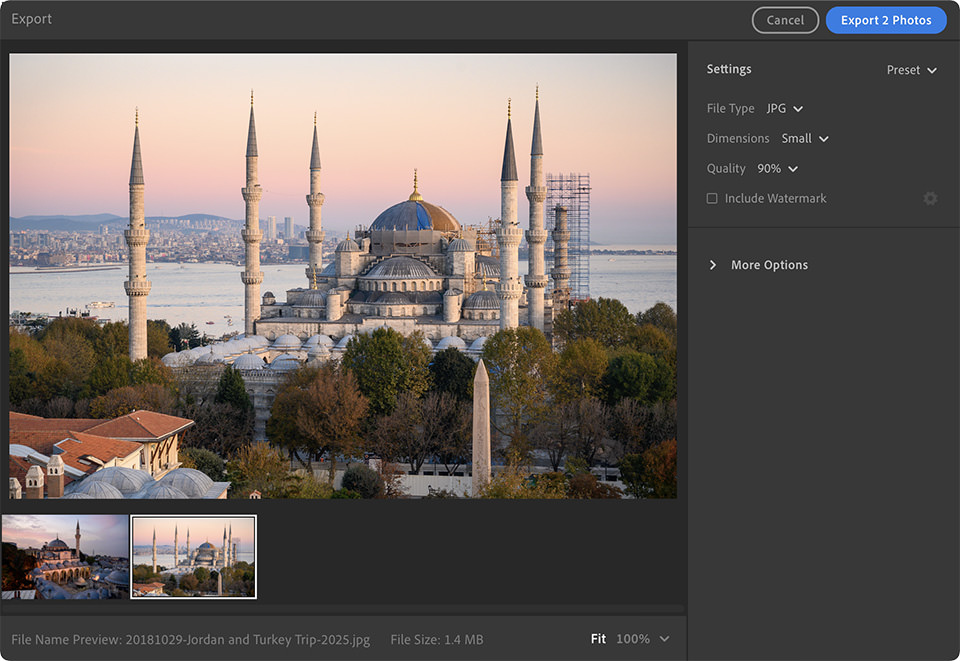 Export
Cancel
Export 2 Photos
Settings
Preset
File Type JPG
Dimensions Small
Quality 90%
Include Watermark
More Options
File Name Preview: 20181029-Jordan and Turkey Trip-2025.jpg File Size: 1.4 MB
Fit 100%